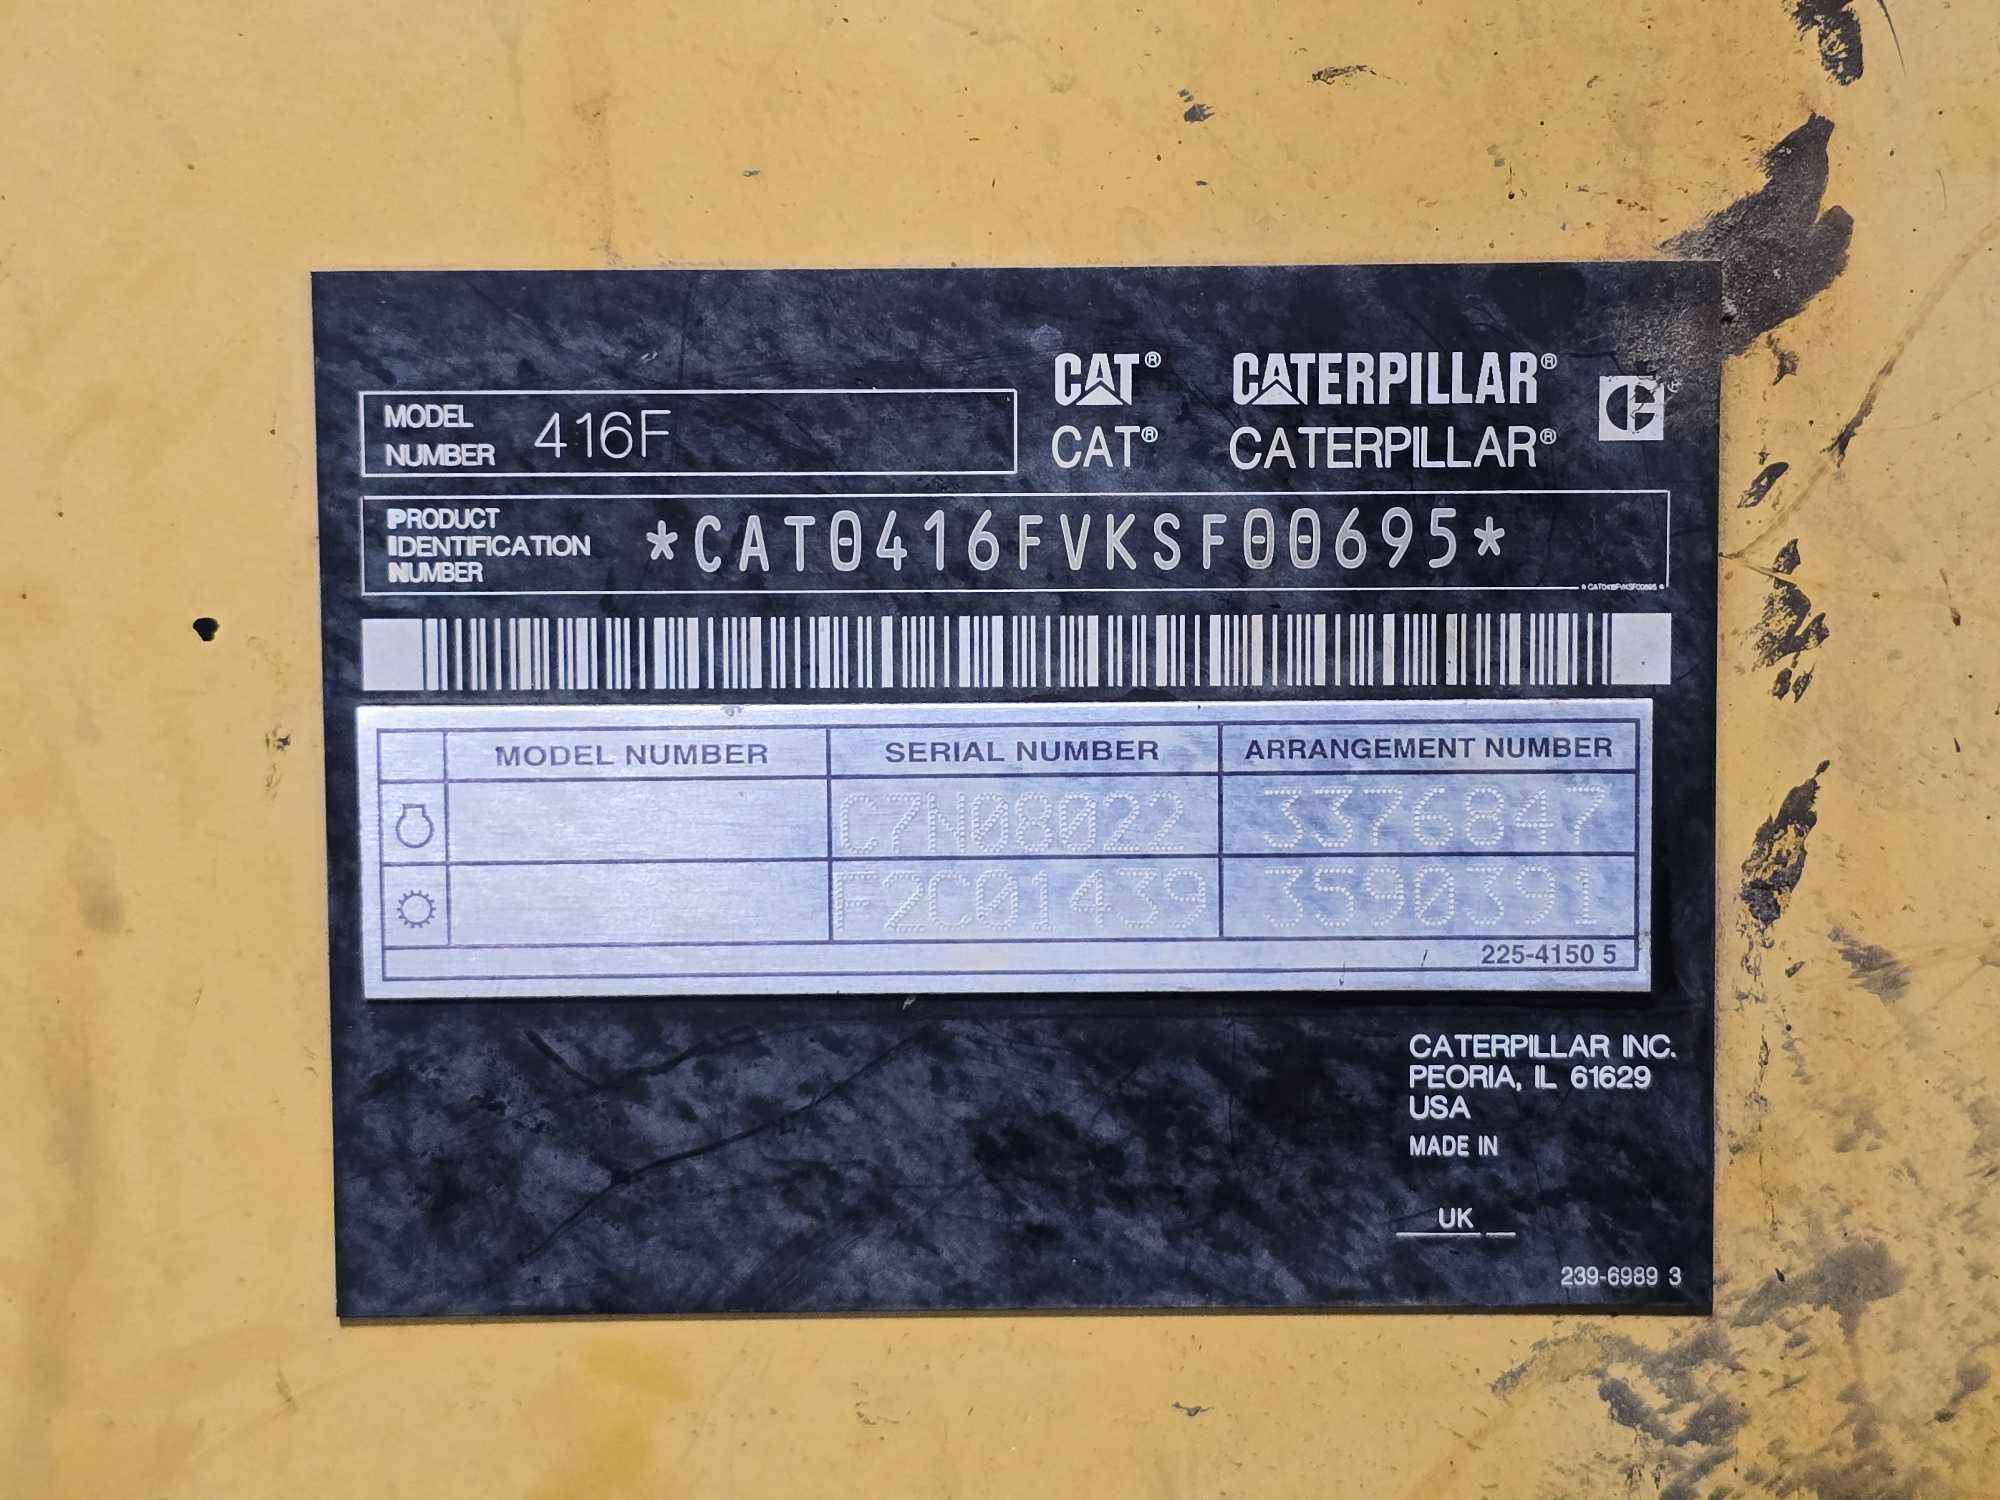 CAT® CATERPILLAR®
MODEL NUMBER 416F
CAT® CATERPILLAR®
PRODUCT IDENTIFICATION NUMBER *CAT0416FVKSF00695*
* CAT0416FVKSF00695 *
MODEL NUMBER SERIAL NUMBER ARRANGEMENT NUMBER
C7N08022 3376847
F2C01439 3590391
225-4150 5
CATERPILLAR INC.
PEORIA, IL 61629
USA
MADE IN
UK
239-6989 3